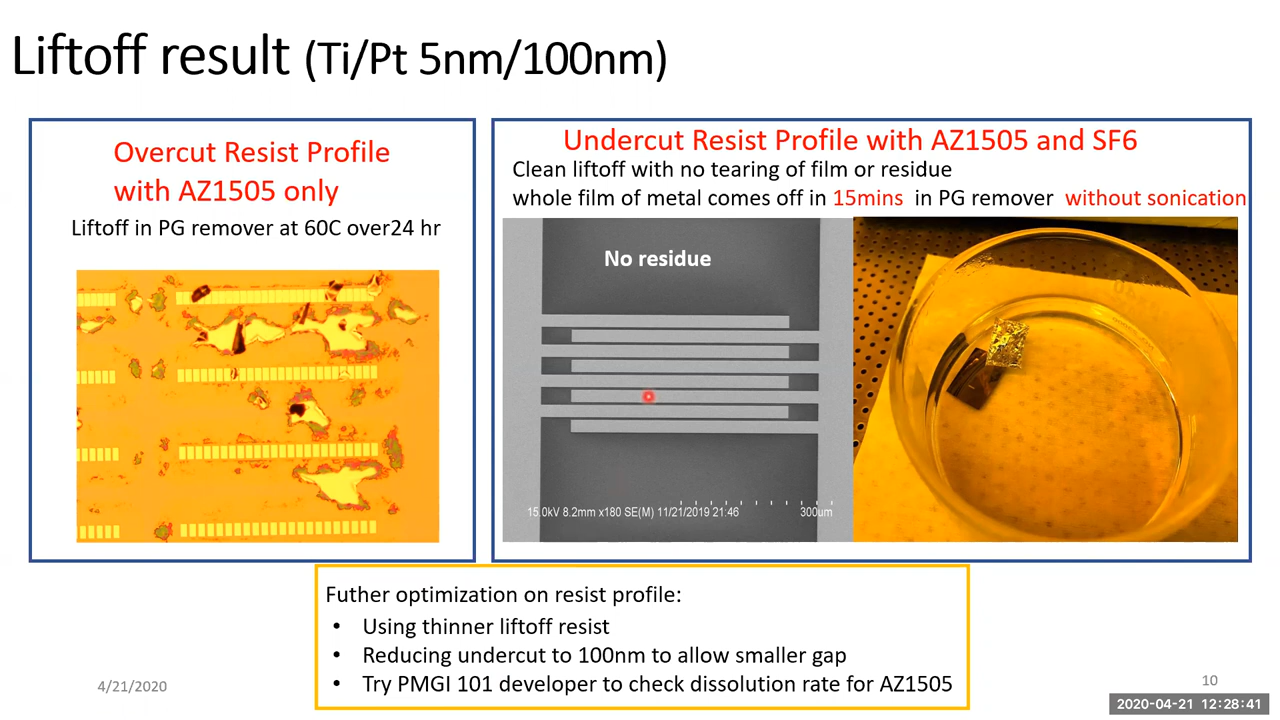 Liftoff result (Ti/Pt 5nm/100nm)
Overcut Resist Profile
with AZ1505 only
Liftoff in PG remover at 60C over24 hr
Undercut Resist Profile with AZ1505 and SF6
Clean liftoff with no tearing of film or residue
whole film of metal comes off in 15mins in PG remover without sonication
No residue
15.0kV 8.2mm x180 SE(M) 11/21/2019 21:46 300um
Futher optimization on resist profile:
• Using thinner liftoff resist
• Reducing undercut to 100nm to allow smaller gap
• Try PMGI 101 developer to check dissolution rate for AZ1505
4/21/2020
10
2020-04-21 12:28:41